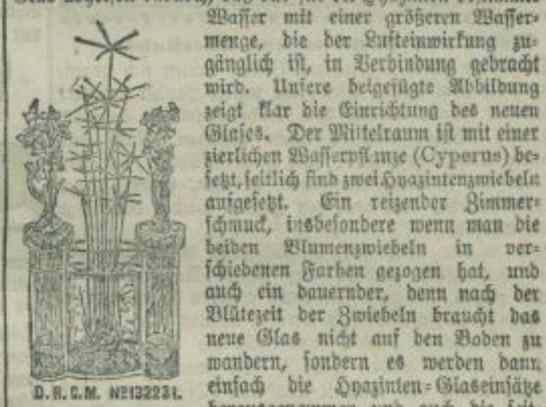 Wasser mit einer größeren Wasser-
menge, die der Lufteinwirkung zu-
gänglich ist, in Verbindung gebracht
wird. Unsere beigefügte Abbildung
zeigt klar die Einrichtung des neuen
Glases. Der Mittelraum ist mit einer
zierlichen Wasserpflanze (Cyperus) be-
setzt, seitlich sind zwei Hyazintenzwiebeln
aufgesetzt. Ein reizender Zimmer-
schmuck, insbesondere wenn man die
beiden Blumenzwiebeln in ver-
schiedenen Farben gezogen hat, und
auch ein dauernder, denn nach der
Blütezeit der Zwiebeln braucht das
neue Glas nicht auf den Boden zu
wandern, sondern es werden dann
einfach die Hyazinten-Glaseinsätze
D. R. G. M. № 132231.